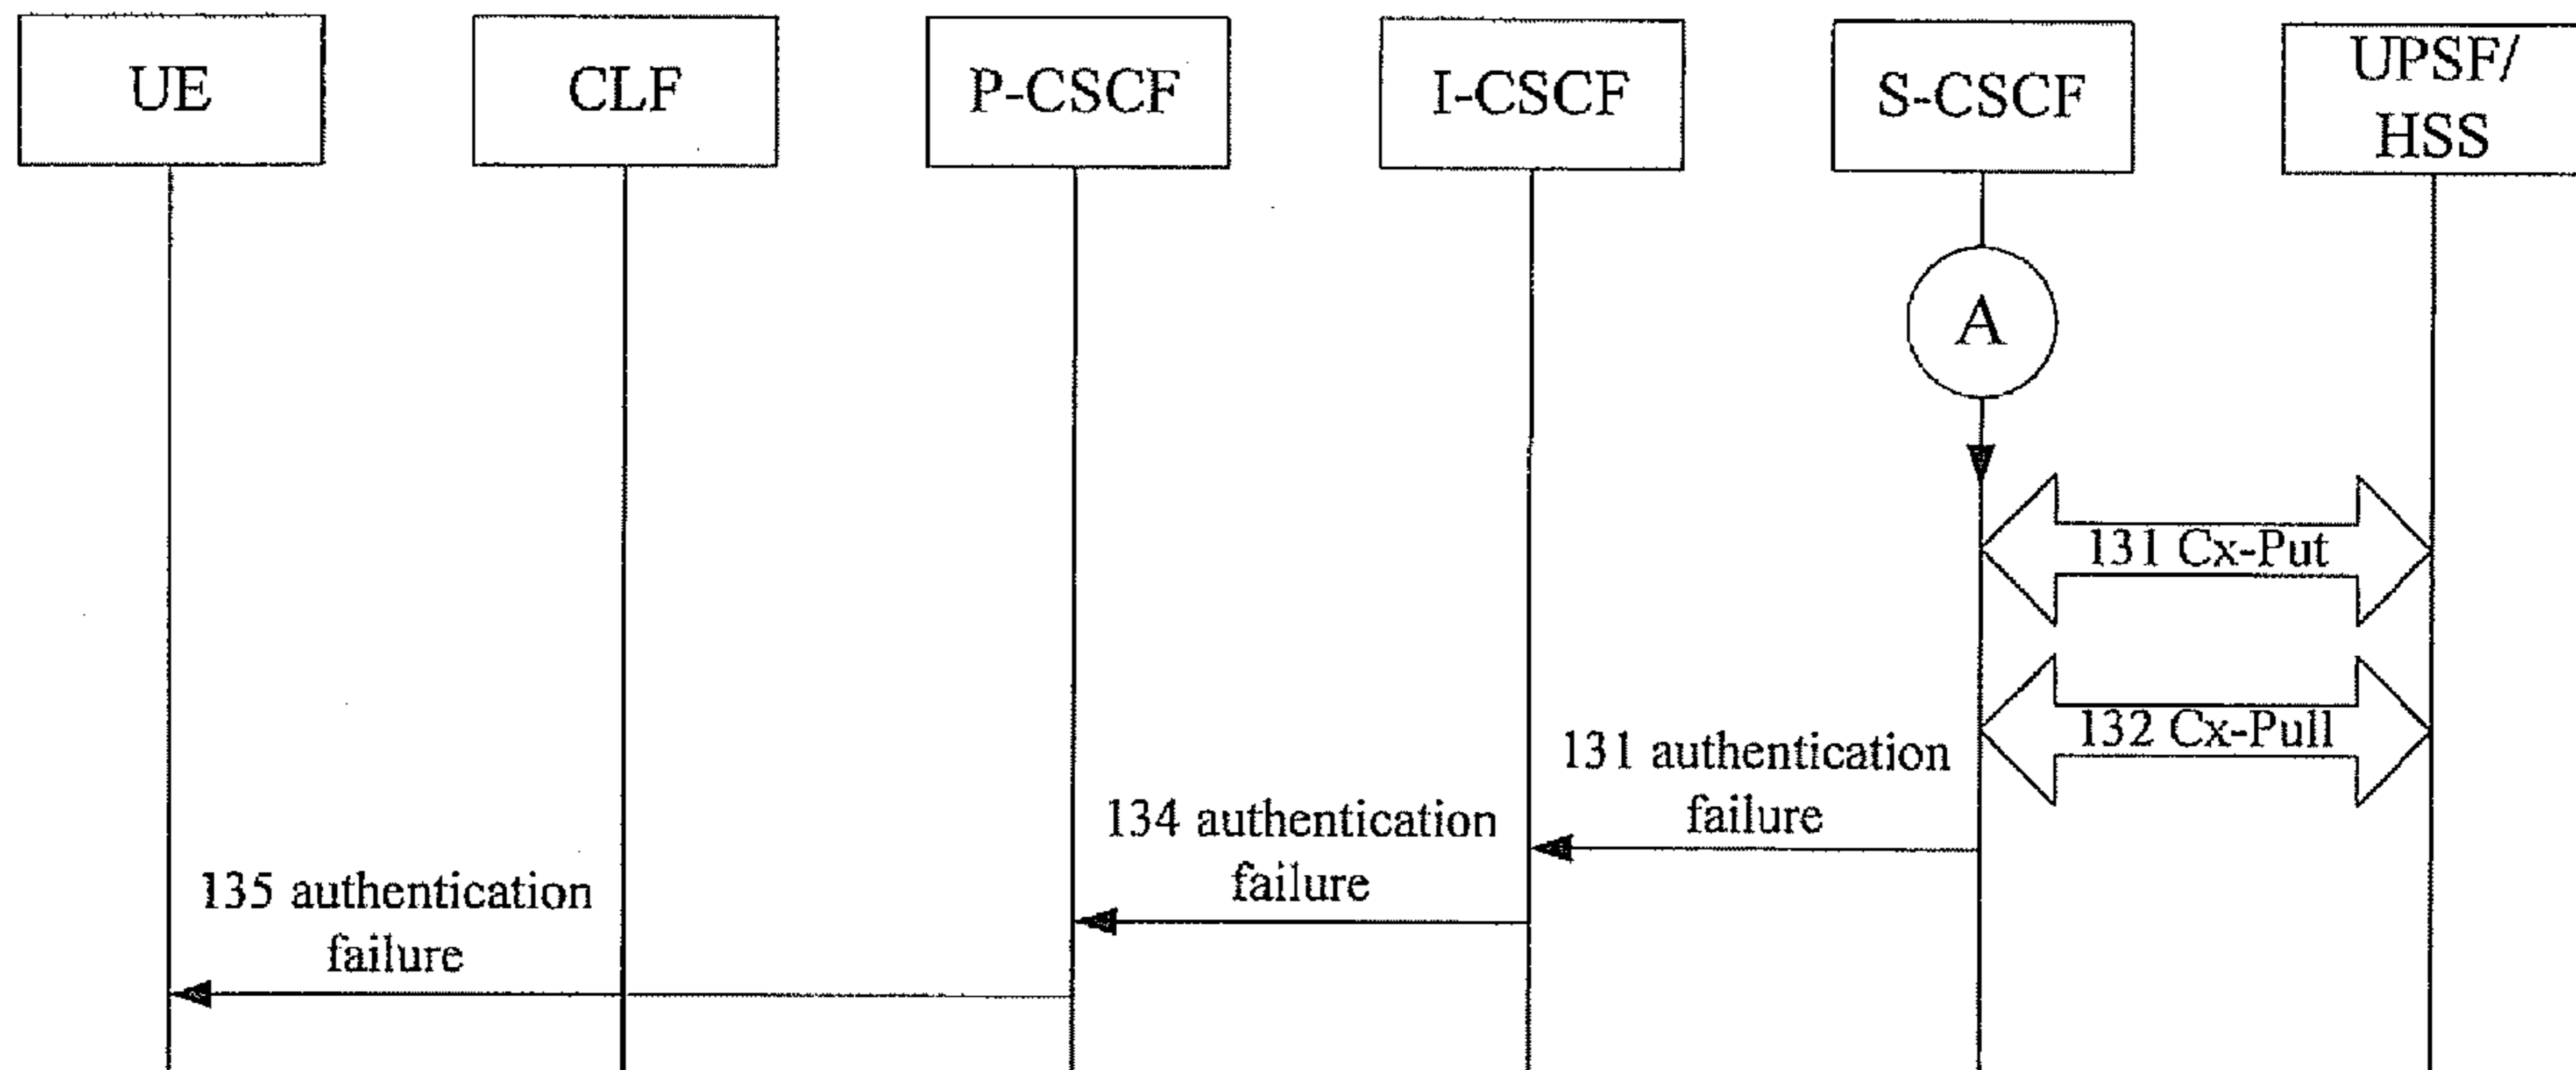 UE
CLF
P-CSCF
I-CSCF
S-CSCF
UPSF/
HSS
A
131 Cx-Put
132 Cx-Pull
131 authentication
failure
134 authentication
failure
135 authentication
failure